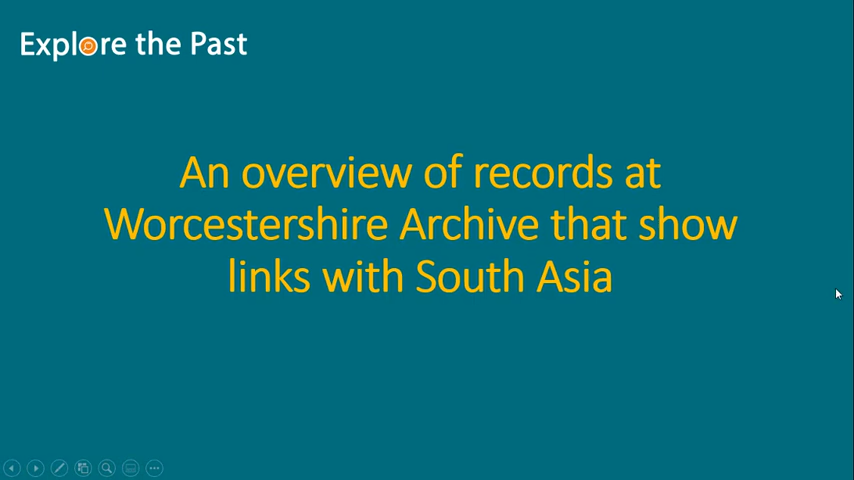 Explore the Past
An overview of records at
Worcestershire Archive that show
links with South Asia